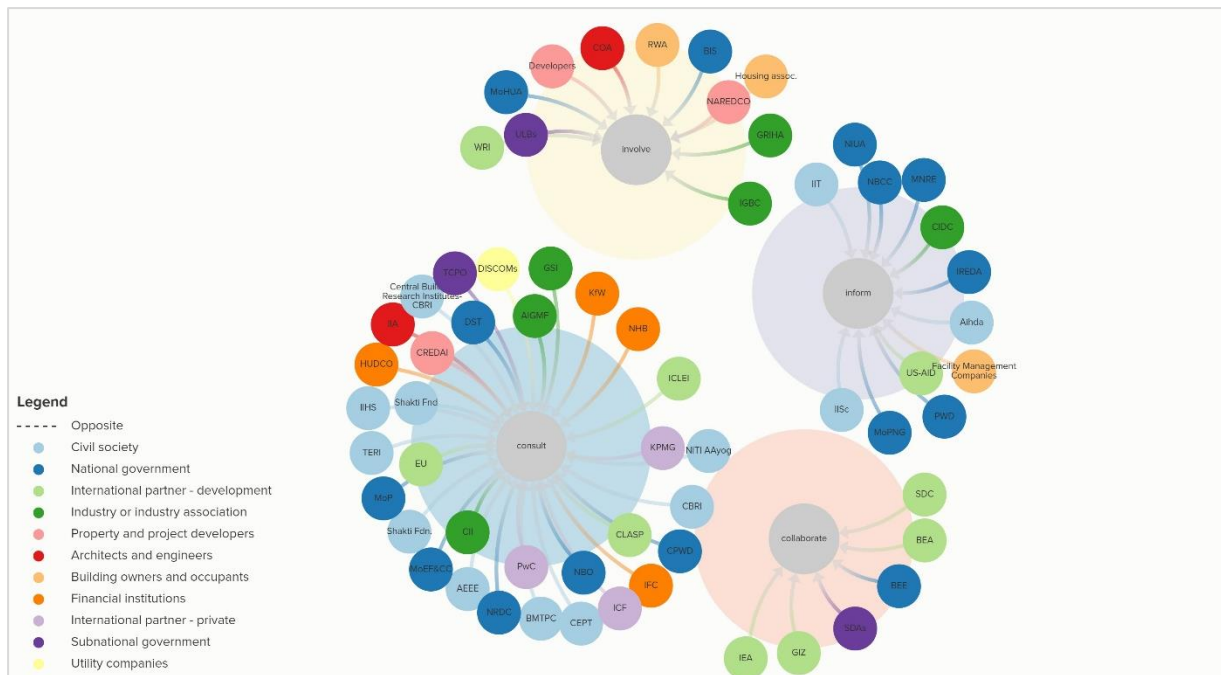 COA
RWA
BIS
Developers
Housing assoc.
MoHUA
NAREDCO
ULBs
WRI
involve
GRIHA
IGBC
NIUA
IIT
NBCC
MNRE
CIDC
IREDA
inform
Aihda
US-AID
Facility Management
Companies
IISc
PWD
MoPNG
TCPO
DISCOMs
GSI
Central Buil
Research Institutes-
CBRI
KfW
DST
AIGMF
IIA
NHB
CREDAI
HUDCO
ICLEI
IIHS
Shakti Fnd
consult
KPMG
NITI AAyog
TERI
EU
MoP
CBRI
Shakti Fdn.
CII
CLASP
CPWD
MoEF&CC
PwC
NBO
IFC
AEEE
NRDC
BMTPC
CEPT
ICF
SDC
collaborate
BEA
BEE
SDAs
IEA
GIZ
Legend
Opposite
Civil society
National government
International partner - development
Industry or industry association
Property and project developers
Architects and engineers
Building owners and occupants
Financial institutions
International partner - private
Subnational government
Utility companies